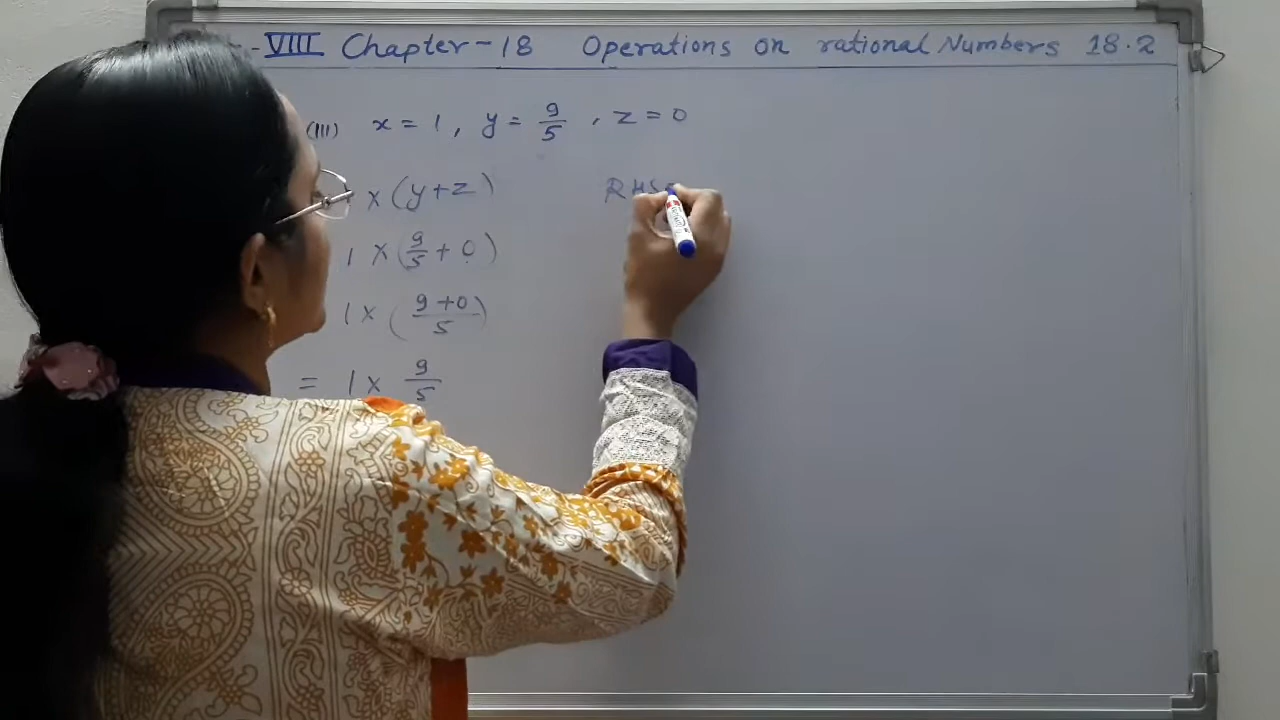 -VIII Chapter-18 Operations on rational Numbers 18.2
(III) x = 1, y = 9/5, z = 0
x(y+z)
RHS=
1 × (9/5 + 0)
1 × (9+0/5)
= 1 × 9/5